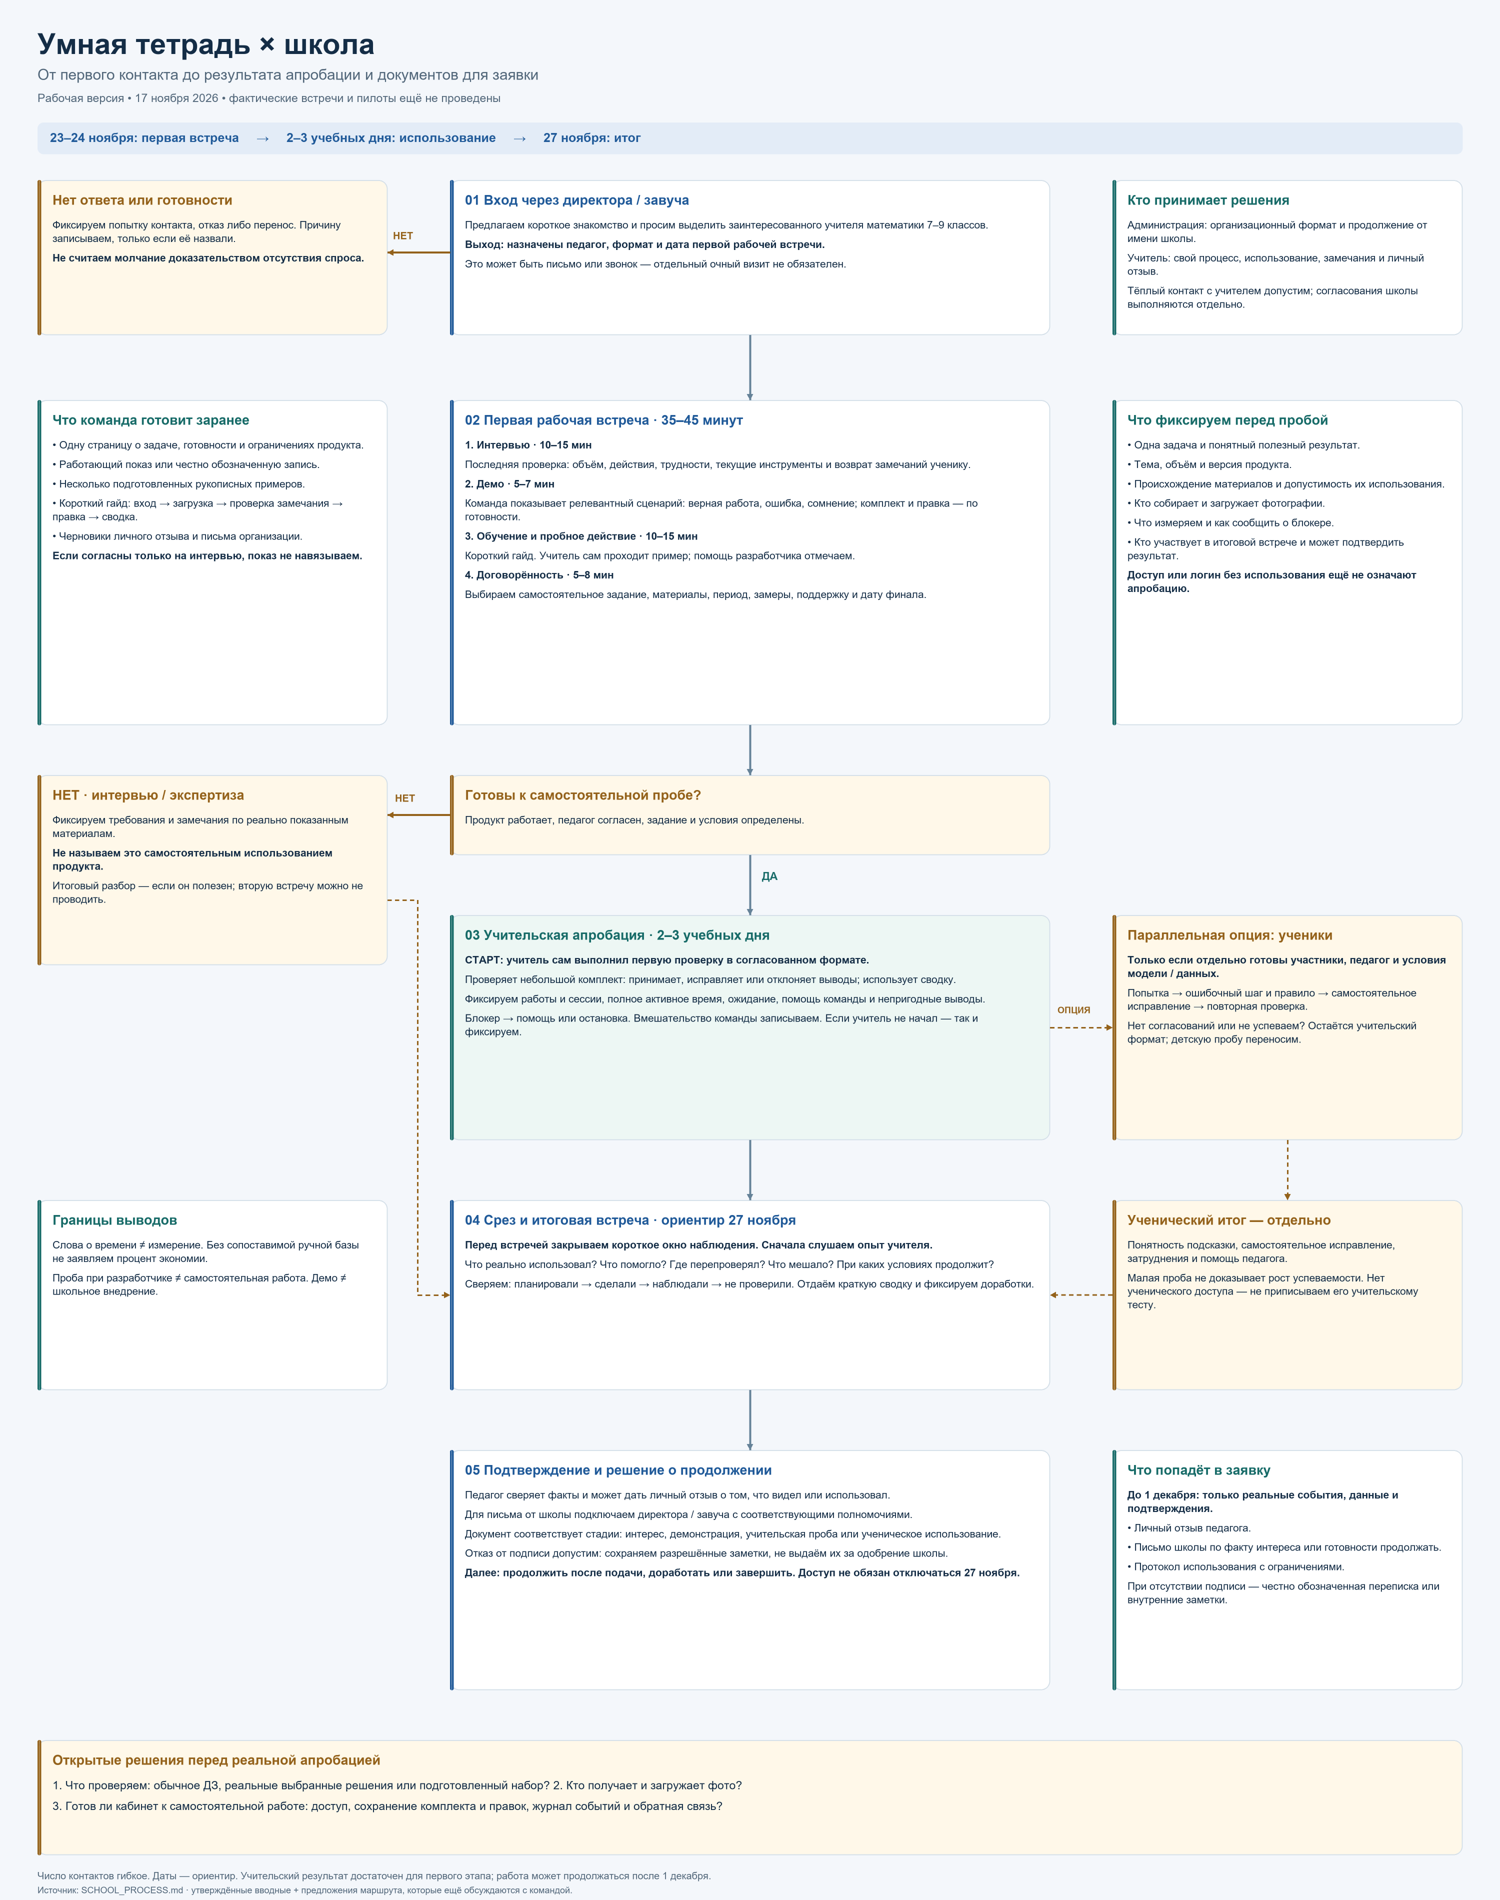 Умная тетрадь × школа
От первого контакта до результата апробации и документов для заявки
Рабочая версия • 17 ноября 2026 • фактические встречи и пилоты ещё не проведены
23–24 ноября: первая встреча → 2–3 учебных дня: использование → 27 ноября: итог
Нет ответа или готовности
Фиксируем попытку контакта, отказ либо перенос. Причину
записываем, только если её назвали.
Не считаем молчание доказательством отсутствия спроса.
НЕТ
01 Вход через директора / завуча
Предлагаем короткое знакомство и просим выделить заинтересованного учителя математики 7–9 классов.
Выход: назначены педагог, формат и дата первой рабочей встречи.
Это может быть письмо или звонок — отдельный очный визит не обязателен.
Кто принимает решения
Администрация: организационный формат и продолжение от
имени школы.
Учитель: свой процесс, использование, замечания и личный
отзыв.
Тёплый контакт с учителем допустим; согласования школы
выполняются отдельно.
Что команда готовит заранее
• Одну страницу о задаче, готовности и ограничениях продукта.
• Работающий показ или честно обозначенную запись.
• Несколько подготовленных рукописных примеров.
• Короткий гайд: вход → загрузка → проверка замечания →
правка → сводка.
• Черновики личного отзыва и письма организации.
Если согласны только на интервью, показ не навязываем.
02 Первая рабочая встреча · 35–45 минут
1. Интервью · 10–15 мин
Последняя проверка: объём, действия, трудности, текущие инструменты и возврат замечаний ученику.
2. Демо · 5–7 мин
Команда показывает релевантный сценарий: верная работа, ошибка, сомнение; комплект и правка — по
готовности.
3. Обучение и пробное действие · 10–15 мин
Короткий гайд. Учитель сам проходит пример; помощь разработчика отмечаем.
4. Договорённость · 5–8 мин
Выбираем самостоятельное задание, материалы, период, замеры, поддержку и дату финала.
Что фиксируем перед пробой
• Одна задача и понятный полезный результат.
• Тема, объём и версия продукта.
• Происхождение материалов и допустимость их использования.
• Кто собирает и загружает фотографии.
• Что измеряем и как сообщить о блокере.
• Кто участвует в итоговой встрече и может подтвердить
результат.
Доступ или логин без использования ещё не означают
апробацию.
НЕТ · интервью / экспертиза
Фиксируем требования и замечания по реально показанным
материалам.
Не называем это самостоятельным использованием
продукта.
Итоговый разбор — если он полезен; вторую встречу можно не
проводить.
НЕТ
Готовы к самостоятельной пробе?
Продукт работает, педагог согласен, задание и условия определены.
ДА
03 Учительская апробация · 2–3 учебных дня
СТАРТ: учитель сам выполнил первую проверку в согласованном формате.
Проверяет небольшой комплект: принимает, исправляет или отклоняет выводы; использует сводку.
Фиксируем работы и сессии, полное активное время, ожидание, помощь команды и непригодные выводы.
Блокер → помощь или остановка. Вмешательство команды записываем. Если учитель не начал — так и
фиксируем.
ОПЦИЯ
Параллельная опция: ученики
Только если отдельно готовы участники, педагог и условия
модели / данных.
Попытка → ошибочный шаг и правило → самостоятельное
исправление → повторная проверка.
Нет согласований или не успеваем? Остаётся учительский
формат; детскую пробу переносим.
Границы выводов
Слова о времени ≠ измерение. Без сопоставимой ручной базы
не заявляем процент экономии.
Проба при разработчике ≠ самостоятельная работа. Демо ≠
школьное внедрение.
04 Срез и итоговая встреча · ориентир 27 ноября
Перед встречей закрываем короткое окно наблюдения. Сначала слушаем опыт учителя.
Что реально использовал? Что помогло? Где перепроверял? Что мешало? При каких условиях продолжит?
Сверяем: планировали → сделали → наблюдали → не проверили. Отдаём краткую сводку и фиксируем доработки.
Ученический итог — отдельно
Понятность подсказки, самостоятельное исправление,
затруднения и помощь педагога.
Малая проба не доказывает рост успеваемости. Нет
ученического доступа — не приписываем его учительскому
тесту.
05 Подтверждение и решение о продолжении
Педагог сверяет факты и может дать личный отзыв о том, что видел или использовал.
Для письма от школы подключаем директора / завуча с соответствующими полномочиями.
Документ соответствует стадии: интерес, демонстрация, учительская проба или ученическое использование.
Отказ от подписи допустим: сохраняем разрешённые заметки, не выдаём их за одобрение школы.
Далее: продолжить после подачи, доработать или завершить. Доступ не обязан отключаться 27 ноября.
Что попадёт в заявку
До 1 декабря: только реальные события, данные и
подтверждения.
• Личный отзыв педагога.
• Письмо школы по факту интереса или готовности продолжать.
• Протокол использования с ограничениями.
При отсутствии подписи — честно обозначенная переписка или
внутренние заметки.
Открытые решения перед реальной апробацией
1. Что проверяем: обычное ДЗ, реальные выбранные решения или подготовленный набор? 2. Кто получает и загружает фото?
3. Готов ли кабинет к самостоятельной работе: доступ, сохранение комплекта и правок, журнал событий и обратная связь?
Число контактов гибкое. Даты — ориентир. Учительский результат достаточен для первого этапа; работа может продолжаться после 1 декабря.
Источник: SCHOOL_PROCESS.md · утверждённые вводные + предложения маршрута, которые ещё обсуждаются с командой.